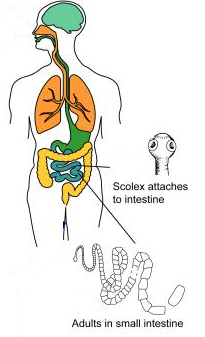 Scolex attaches
to intestine
Adults in small intestine